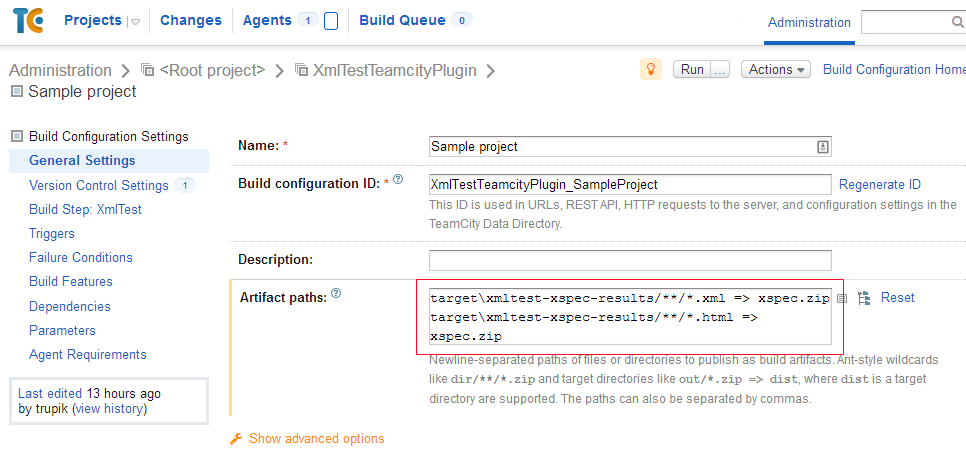 TC Projects Changes Agents 1 Build Queue 0 Administration
Administration <Root project> XmlTestTeamcityPlugin Run ... Actions Build Configuration Home
Sample project
Build Configuration Settings
General Settings
Version Control Settings 1
Build Step: XmlTest
Triggers
Failure Conditions
Build Features
Dependencies
Parameters
Agent Requirements
Last edited 13 hours ago
by trupik (view history)
Name: * Sample project
Build configuration ID: * XmlTestTeamcityPlugin_SampleProject Regenerate ID
This ID is used in URLs, REST API, HTTP requests to the server, and configuration settings in the
TeamCity Data Directory.
Description:
Artifact paths: target\xmltest-xspec-results/**/*.xml => xspec.zip Reset
target\xmltest-xspec-results/**/*.html =>
xspec.zip
Newline-separated paths of files or directories to publish as build artifacts. Ant-style wildcards
like dir/**/*.zip and target directories like out/*.zip => dist, where dist is a target
directory are supported. The paths can also be separated by commas.
Show advanced options